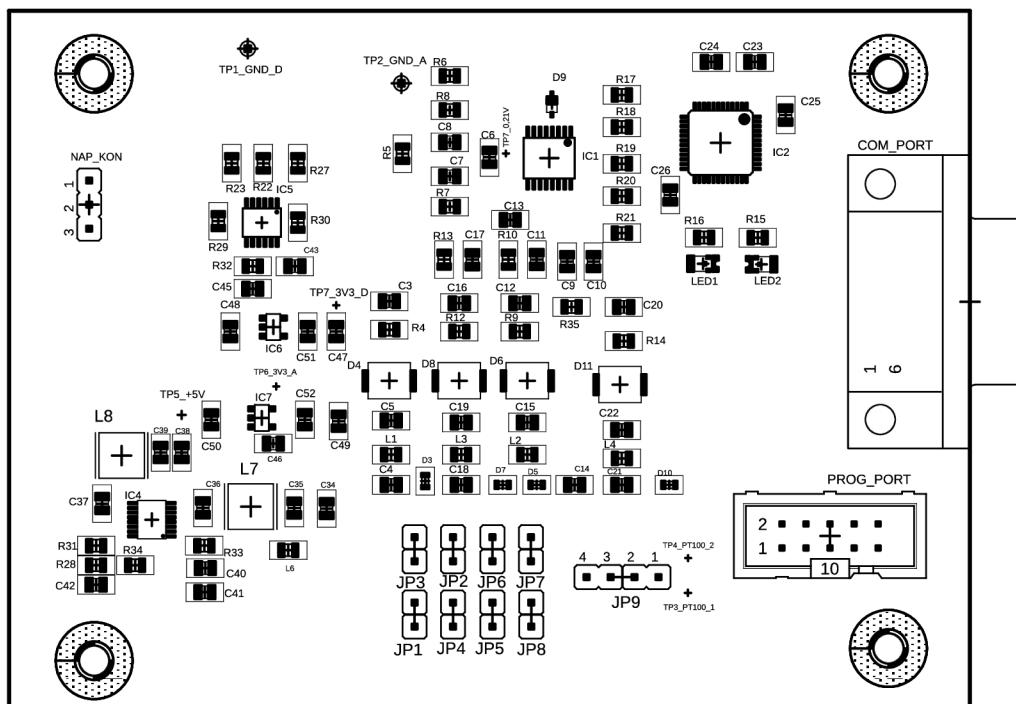 C24
C23
TP1_GND_D
TP2_GND_A
R6
D9
R17
R8
C25
R18
C8
C6
TP7_0,21V
IC1
IC2
COM_PORT
NAP_KON
R5
C7
R19
1
2
3
R23
R22
IC5
R27
R7
R20
C26
R29
R30
C13
R21
R16
R15
R13
C17
R10
C11
R32
C43
C9
C10
LED1
LED2
C45
C48
TP7_3V3_D
C3
C16
C12
R35
C20
IC6
C51
C47
R4
R12
R9
R14
TP6_3V3_A
D4
D8
D6
D11
1
6
L8
TP5_+5V
IC7
C52
C5
C19
C15
C22
C39
C38
C50
C46
C49
L1
L3
L2
L4
L7
D3
C4
C18
D7
D5
C14
C21
D10
PROG_PORT
C37
IC4
C36
C35
C34
2
1
10
R31
R34
R33
R28
C42
C40
C41
L6
JP3
JP2
JP6
JP7
4
3
2
1
JP9
TP4_PT100_2
TP3_PT100_1
JP1
JP4
JP5
JP8